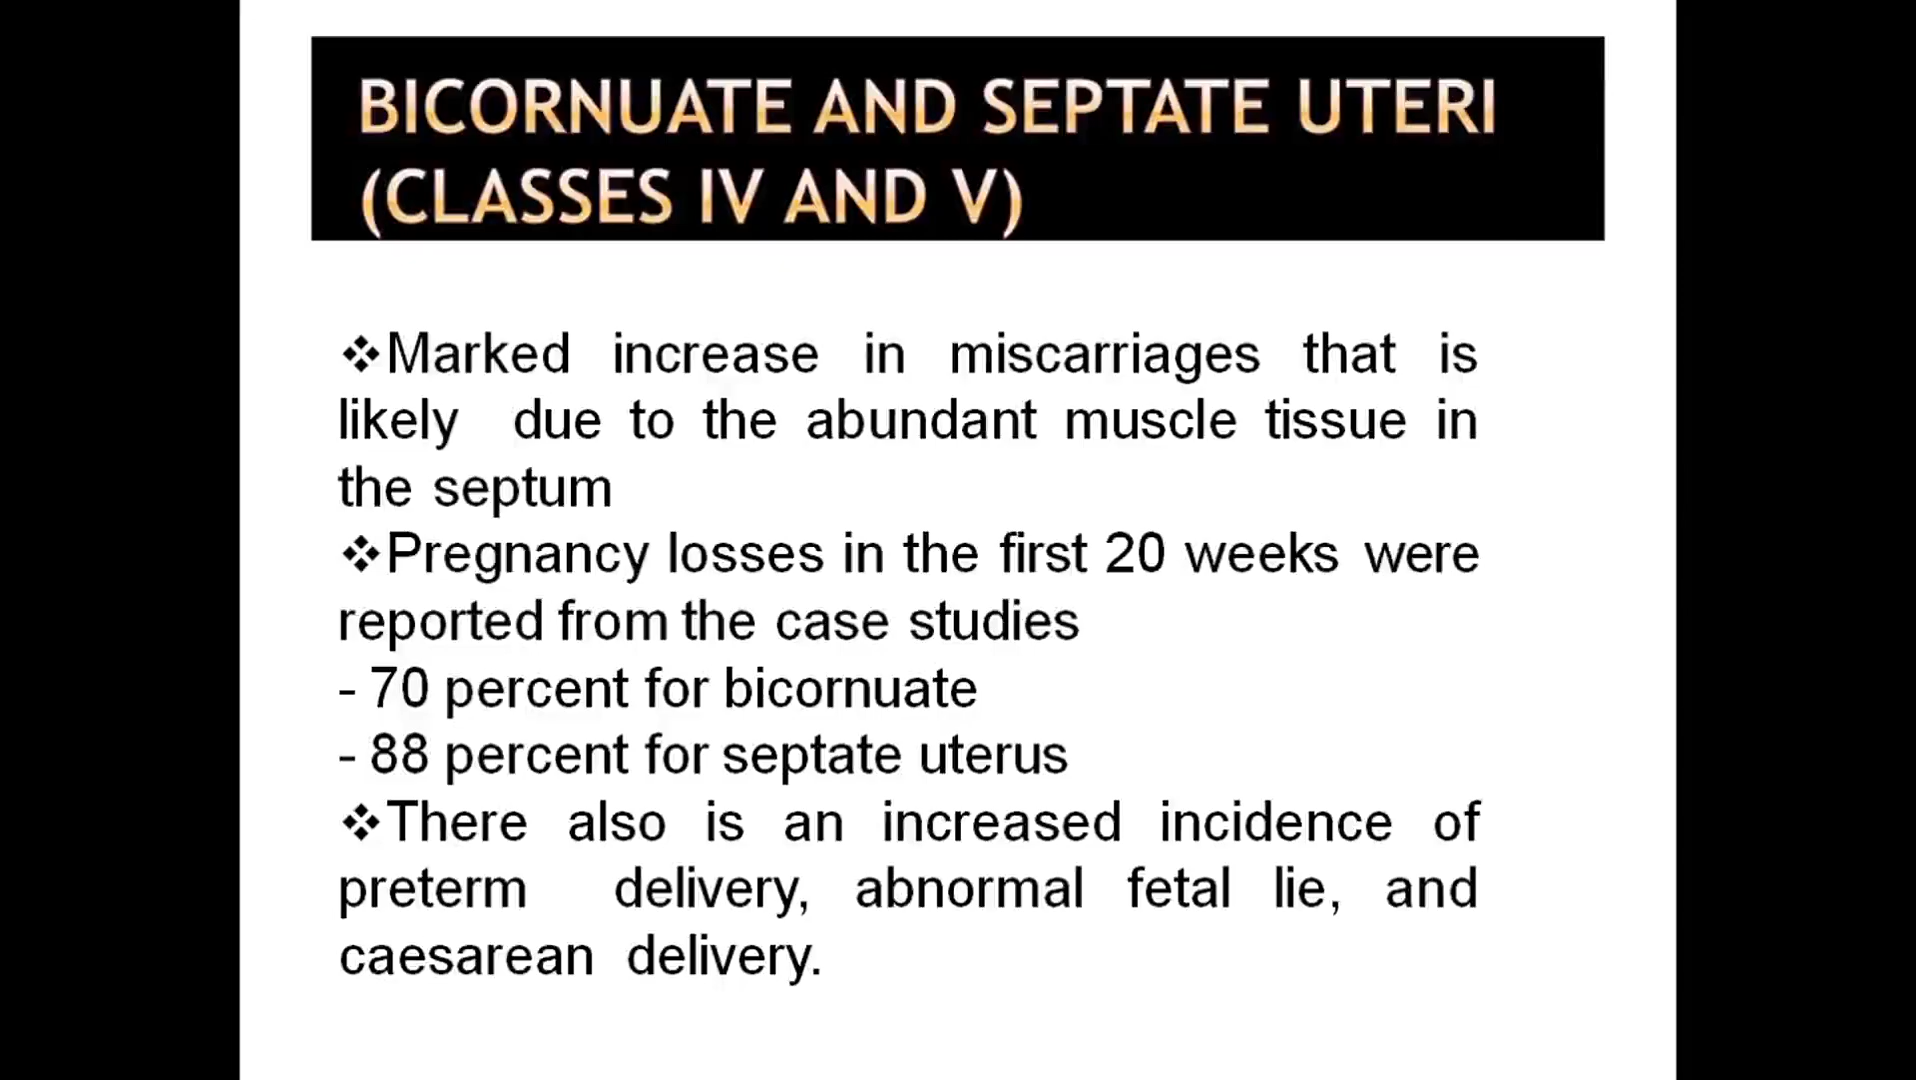 BICORNUATE AND SEPTATE UTERI
(CLASSES IV AND V)
❖Marked increase in miscarriages that is
likely due to the abundant muscle tissue in
the septum
❖Pregnancy losses in the first 20 weeks were
reported from the case studies
- 70 percent for bicornuate
- 88 percent for septate uterus
❖There also is an increased incidence of
preterm delivery, abnormal fetal lie, and
caesarean delivery.